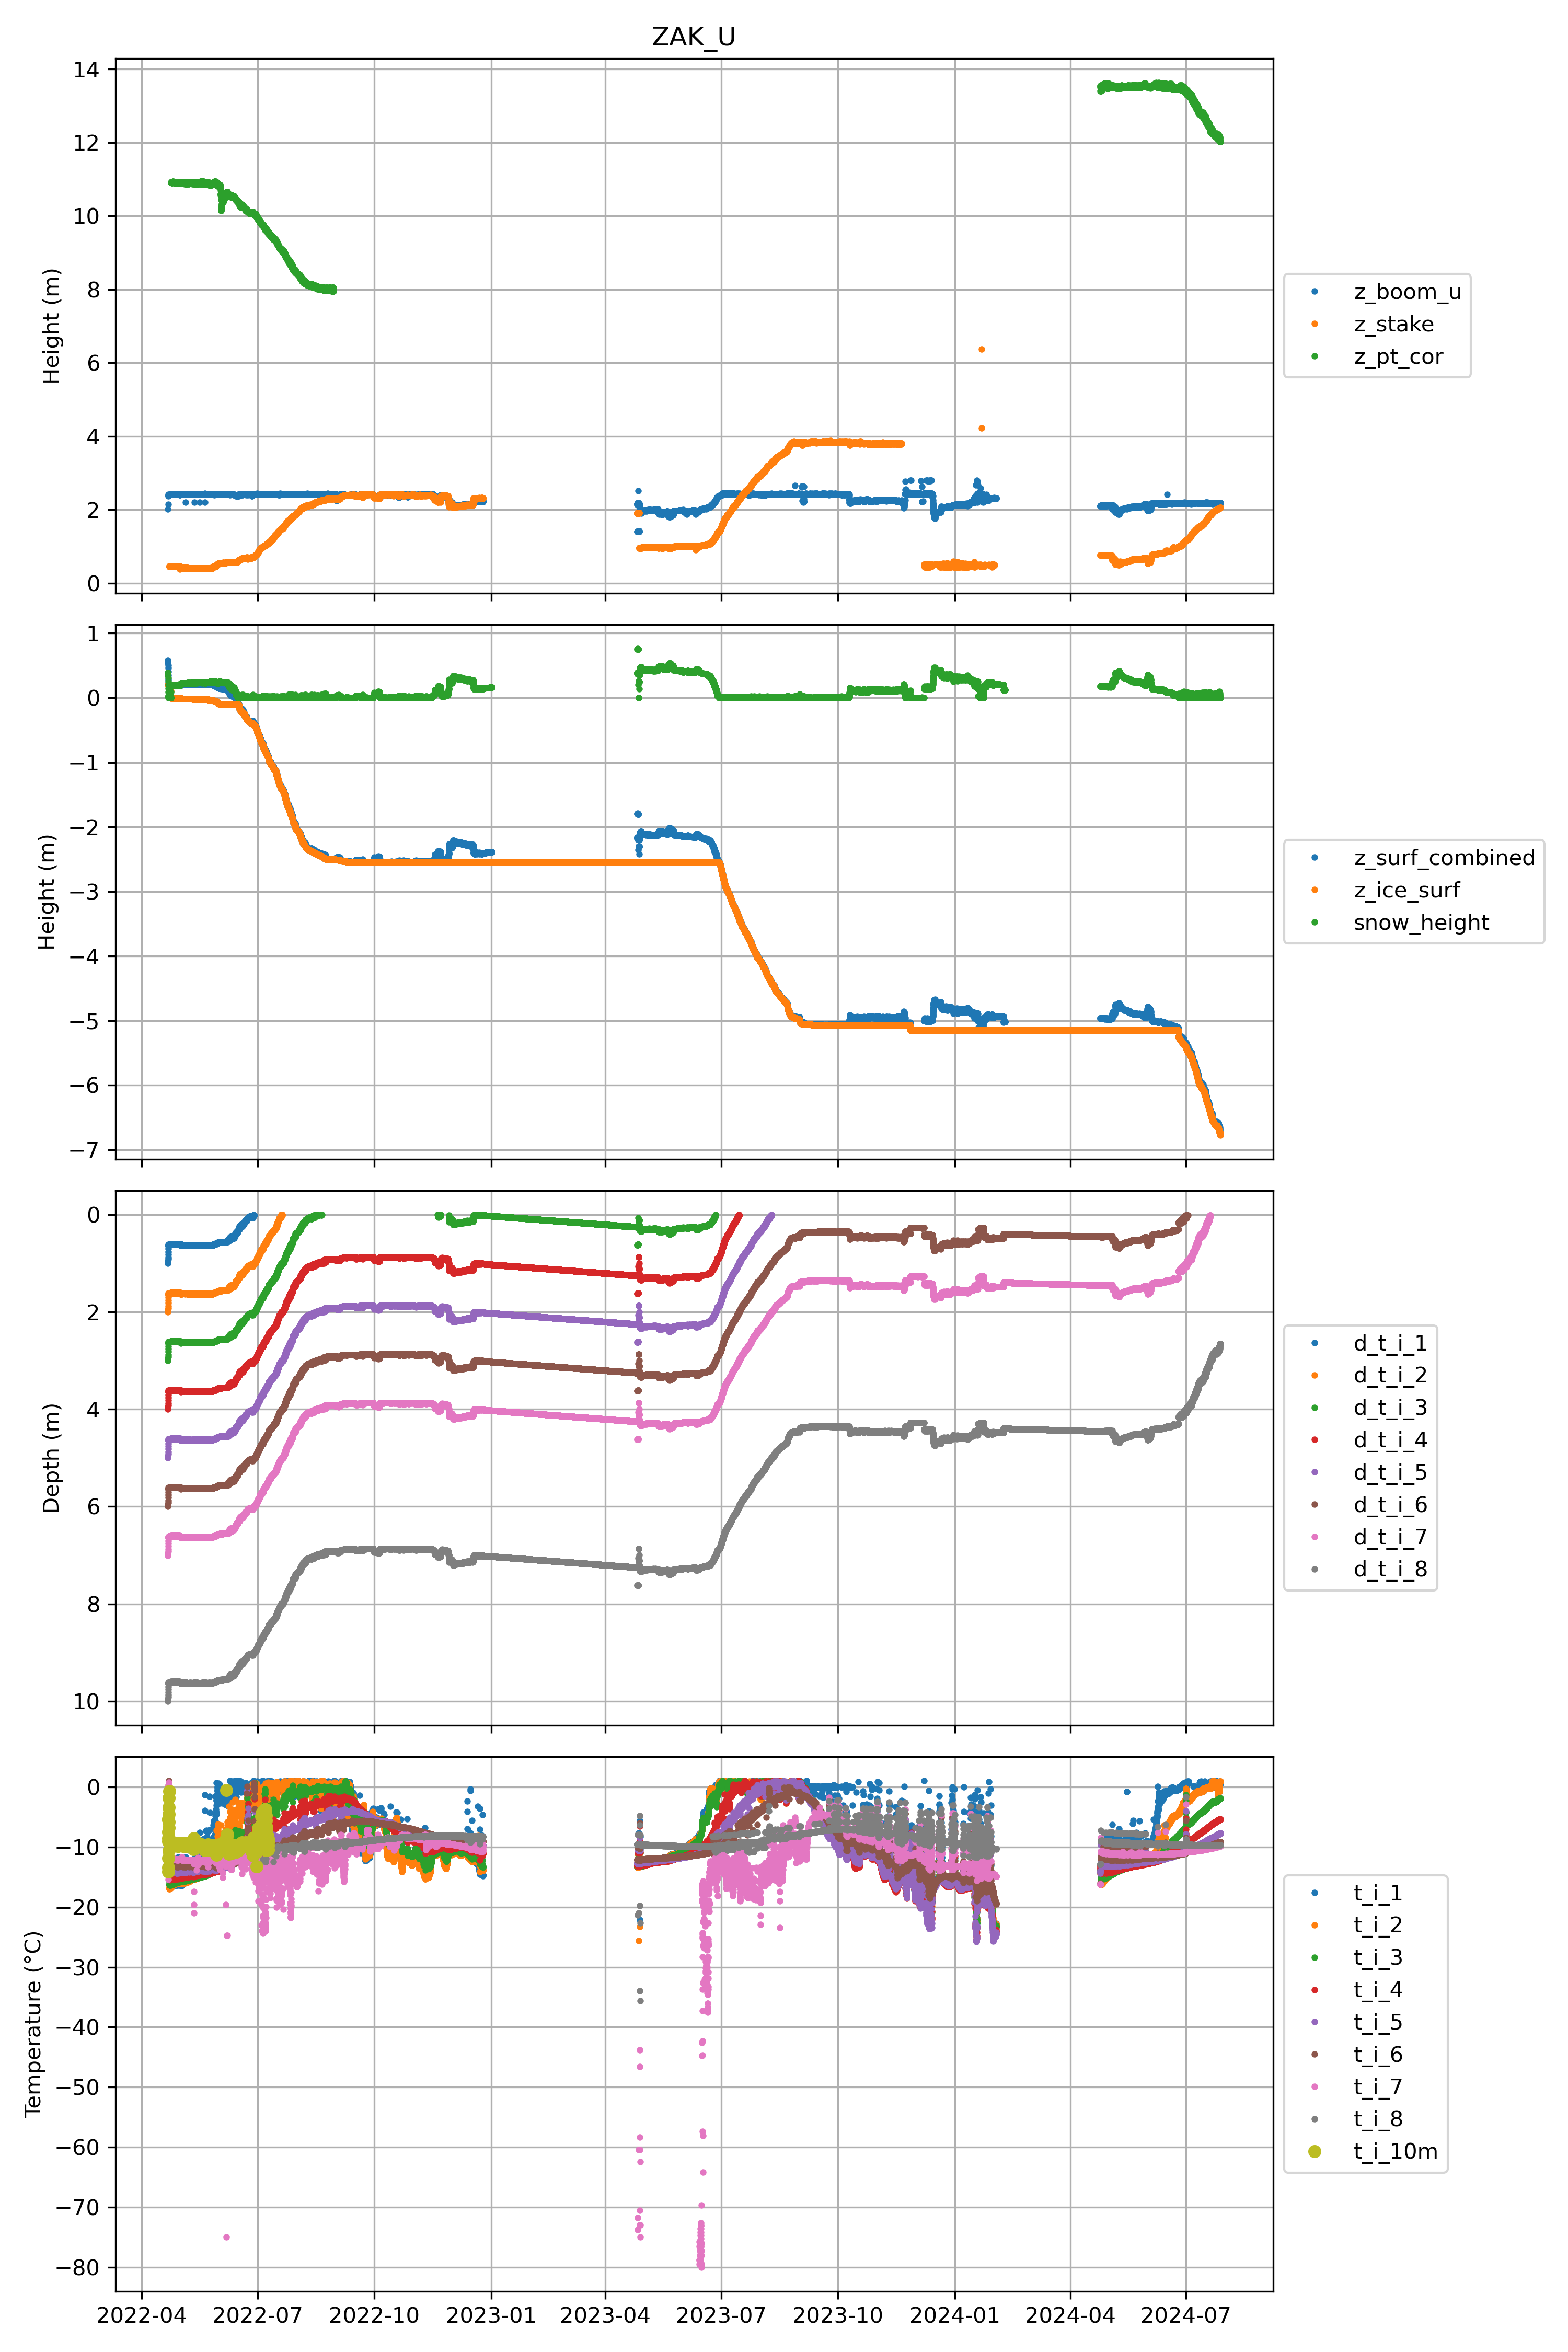 ZAK_U
14
12
10
8
6
4
2
0
Height (m)
z_boom_u
z_stake
z_pt_cor
1
0
−1
−2
−3
−4
−5
−6
−7
Height (m)
z_surf_combined
z_ice_surf
snow_height
0
2
4
6
8
10
Depth (m)
d_t_i_1
d_t_i_2
d_t_i_3
d_t_i_4
d_t_i_5
d_t_i_6
d_t_i_7
d_t_i_8
0
−10
−20
−30
−40
−50
−60
−70
−80
Temperature (°C)
t_i_1
t_i_2
t_i_3
t_i_4
t_i_5
t_i_6
t_i_7
t_i_8
t_i_10m
2022-04 2022-07 2022-10 2023-01 2023-04 2023-07 2023-10 2024-01 2024-04 2024-07